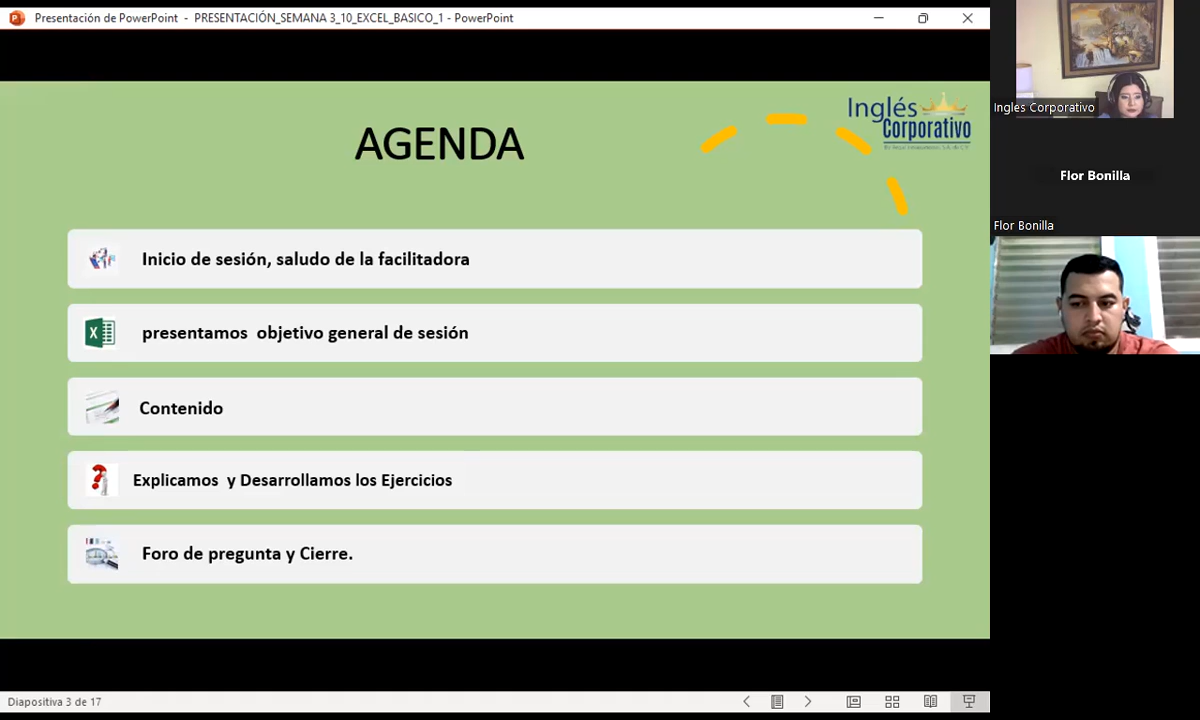 Presentación de PowerPoint - PRESENTACIÓN_SEMANA 3_10_EXCEL_BASICO_1 - PowerPoint
Inglés
Corporativo
AGENDA
Inicio de sesión, saludo de la facilitadora
presentamos objetivo general de sesión
Contenido
Explicamos y Desarrollamos los Ejercicios
Foro de pregunta y Cierre.
Diapositiva 3 de 17
Ingles Corporativo
Flor Bonilla
Flor Bonilla